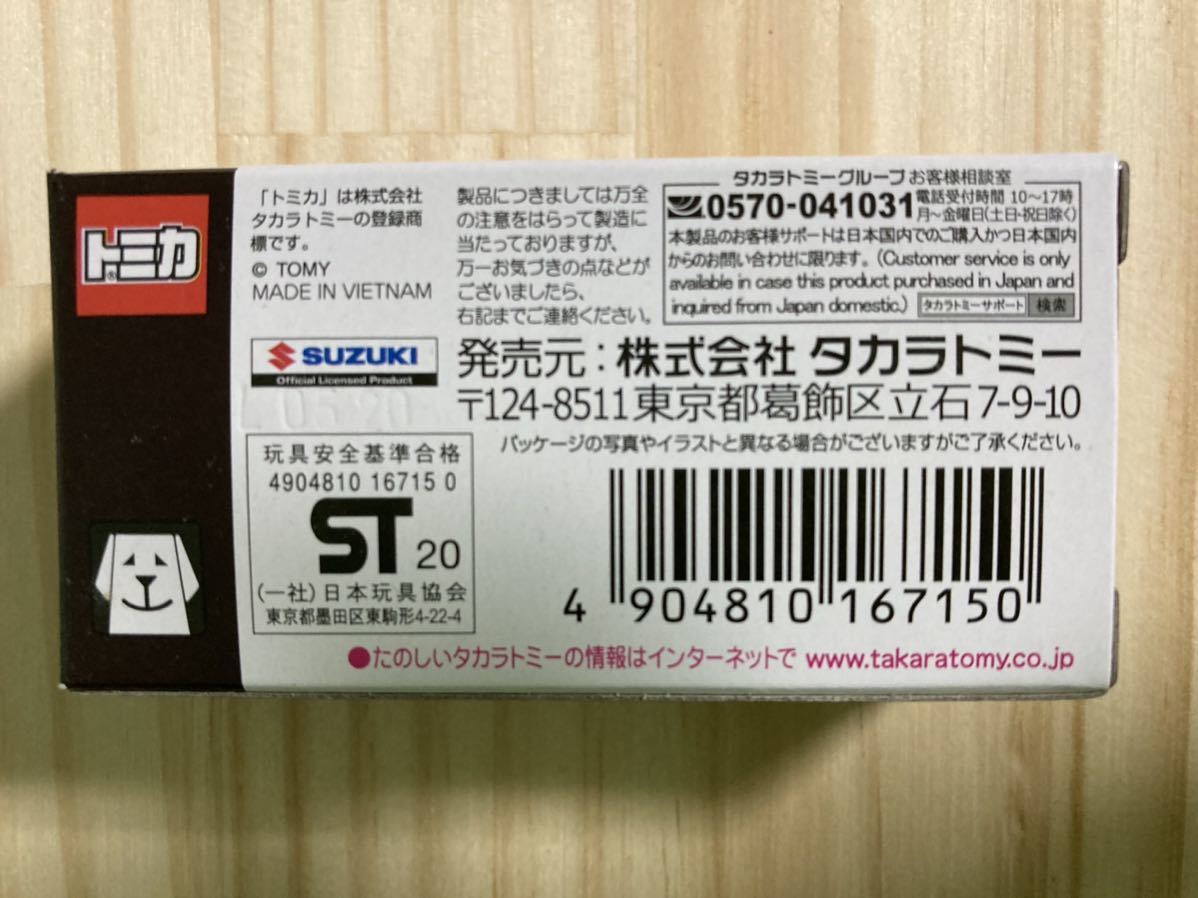 トミカ®
「トミカ」は株式会社
タカラトミーの登録商
標です。
© TOMY
MADE IN VIETNAM
製品につきましては万全
の注意をはらって製造に
当たっておりますが、
万一お気づきの点などが
ございましたら、
右記までご連絡ください。
タカラトミーグループ お客様相談室
0570-041031 電話受付時間 10〜17時
月〜金曜日(土日・祝日除く)
本製品のお客様サポートは日本国内でのご購入かつ日本国内
からのお問い合わせに限ります。(Customer service is only
available in case this product purchased in Japan and
inquired from Japan domestic.) タカラトミーサポート 検索
SUZUKI
Official Licensed Product
0520
発売元：株式会社 タカラトミー
〒124-8511 東京都葛飾区立石7-9-10
パッケージの写真やイラストと異なる場合がございますがご了承ください。
玩具安全基準合格
4904810 16715 0
ST 20
(一社)日本玩具協会
東京都墨田区東駒形4-22-4
4 904810 167150
●たのしいタカラトミーの情報はインターネットで www.takaratomy.co.jp